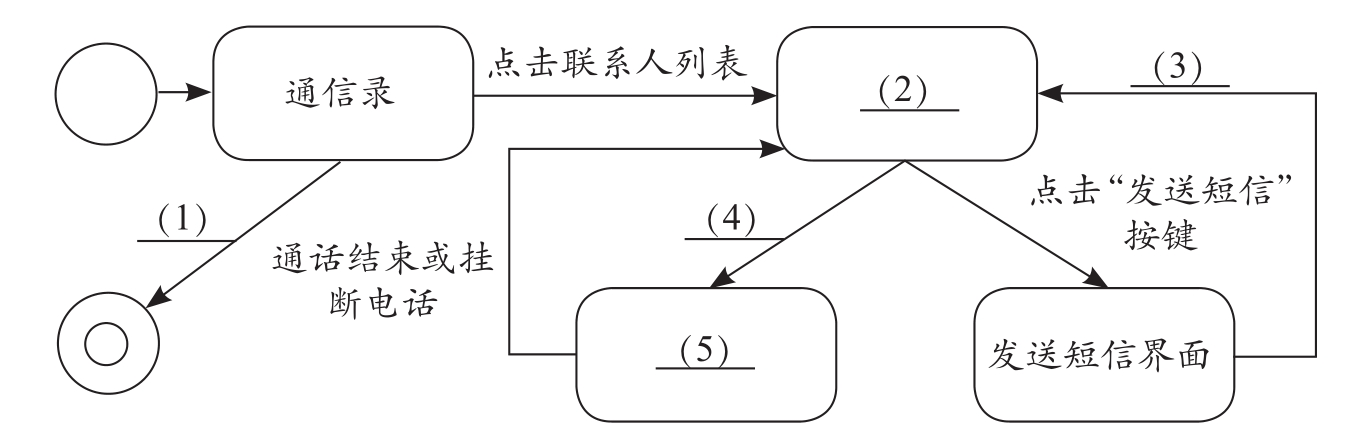 通信录
点击联系人列表
(2)
(3)
(1)
通话结束或挂
断电话
(4)
点击“发送短信”
按键
(5)
发送短信界面